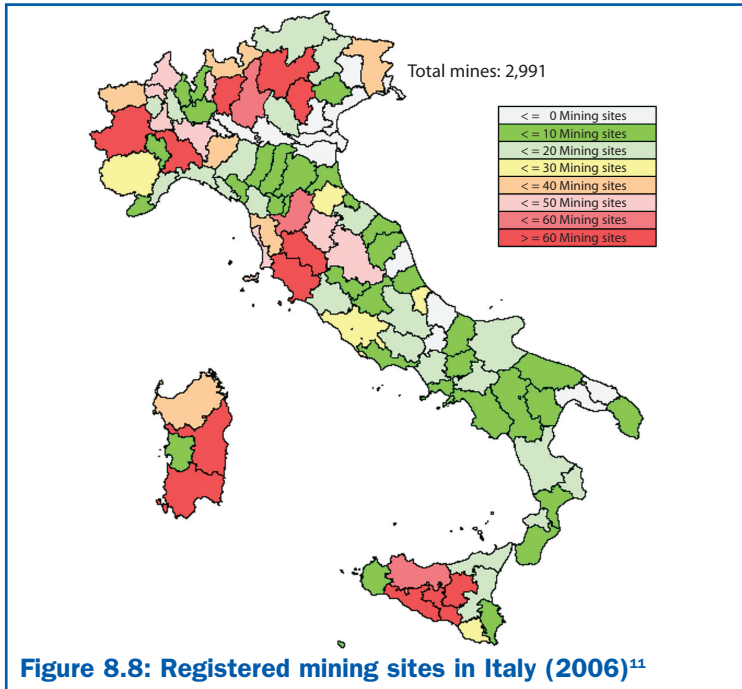 Total mines: 2,991
< = 0 Mining sites
< = 10 Mining sites
< = 20 Mining sites
< = 30 Mining sites
< = 40 Mining sites
< = 50 Mining sites
< = 60 Mining sites
> = 60 Mining sites
Figure 8.8: Registered mining sites in Italy (2006)¹¹